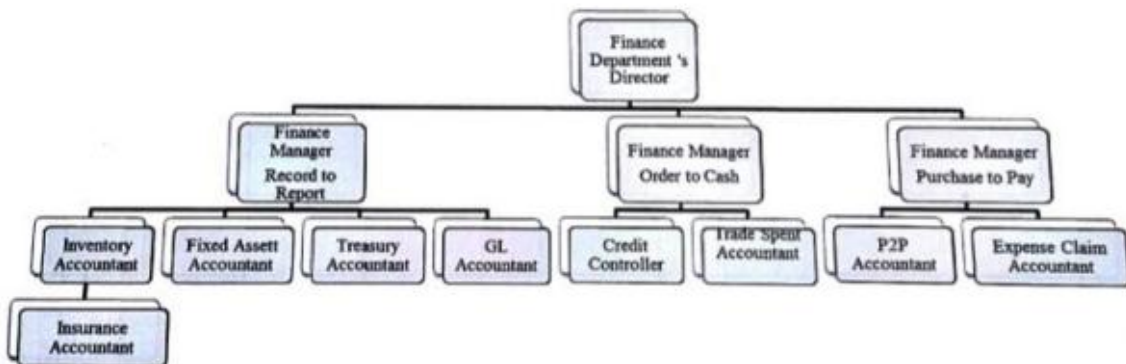 Finance
Department 's
Director
Finance
Manager
Record to
Report
Finance Manager
Order to Cash
Finance Manager
Purchase to Pay
Inventory
Accountant
Fixed Assett
Accountant
Treasury
Accountant
GL
Accountant
Credit
Controller
Trade Spent
Accountant
P2P
Accountant
Expense Claim
Accountant
Insurance
Accountant